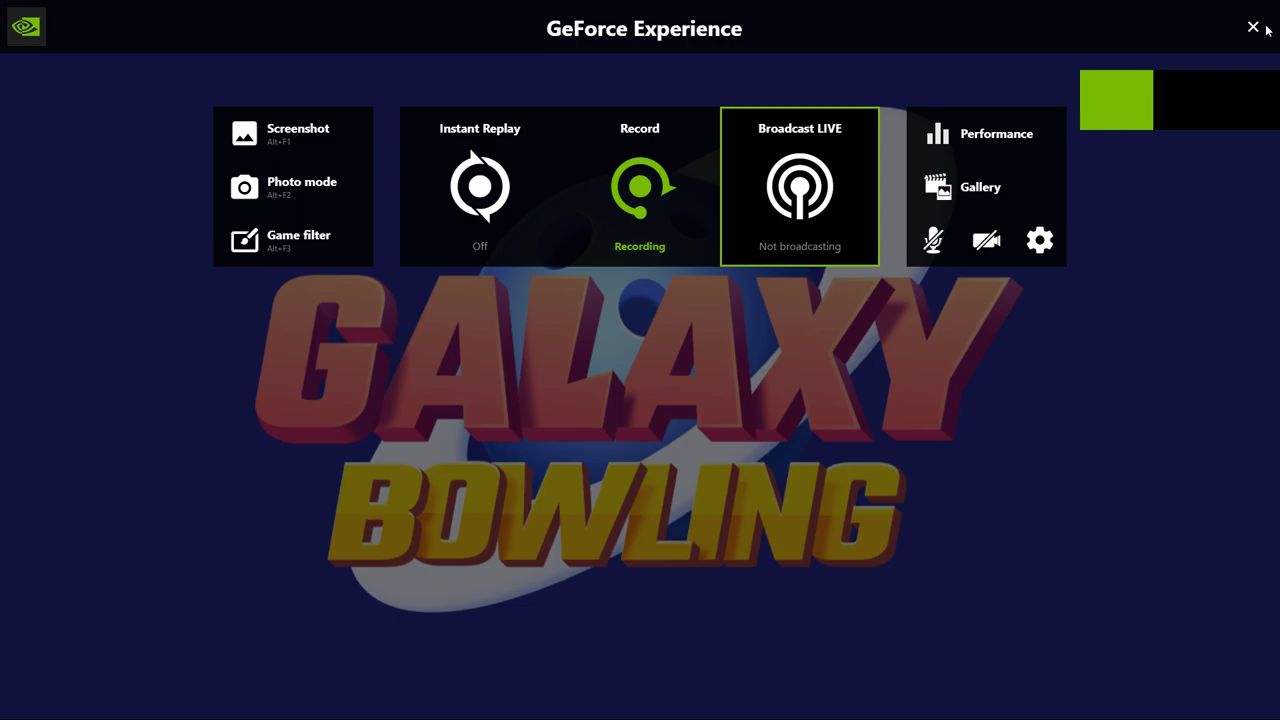 GeForce Experience
Screenshot
Alt+F1
Photo mode
Alt+F2
Game filter
Alt+F3
Instant Replay
Off
Record
Recording
Broadcast LIVE
Not broadcasting
Performance
Gallery
GALAXY
BOWLING